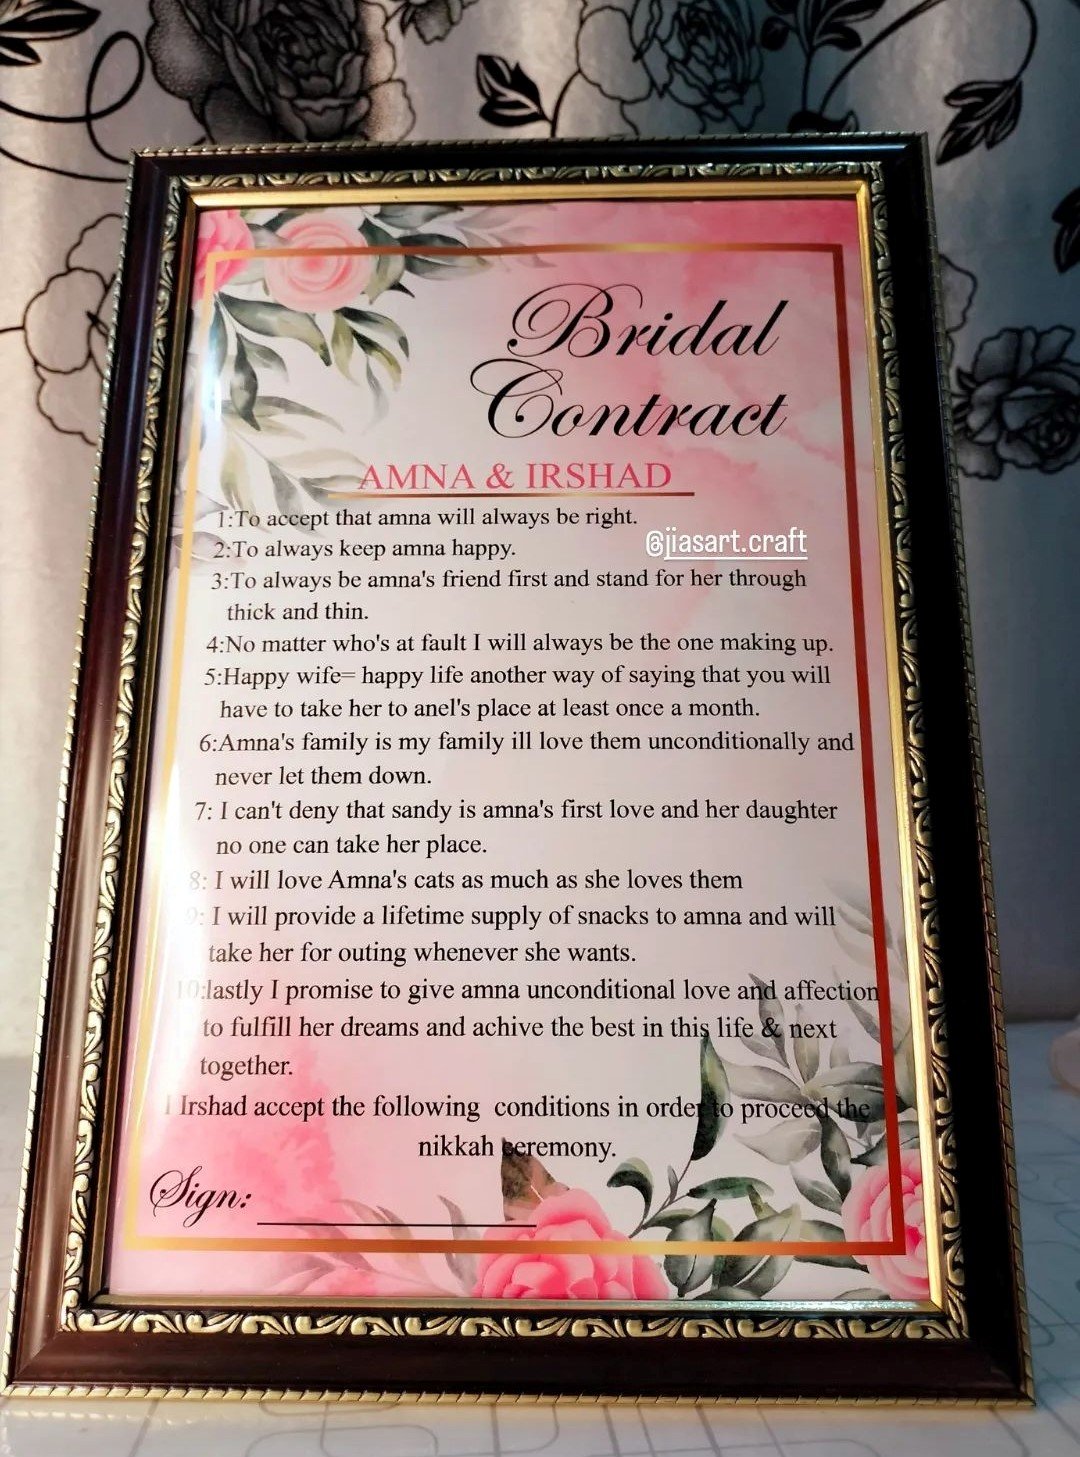 Bridal
Contract
AMNA & IRSHAD
1:To accept that amna will always be right.
@jiasart.craft
2:To always keep amna happy.
3:To always be amna's friend first and stand for her through
thick and thin.
4:No matter who's at fault I will always be the one making up.
5:Happy wife= happy life another way of saying that you will
have to take her to anel's place at least once a month.
6:Amna's family is my family ill love them unconditionally and
never let them down.
7: I can't deny that sandy is amna's first love and her daughter
no one can take her place.
8: I will love Amna's cats as much as she loves them
9: I will provide a lifetime supply of snacks to amna and will
take her for outing whenever she wants.
10:lastly I promise to give amna unconditional love and affection
to fulfill her dreams and achive the best in this life & next
together.
I Irshad accept the following conditions in order to proceed the
nikkah ceremony.
Sign: